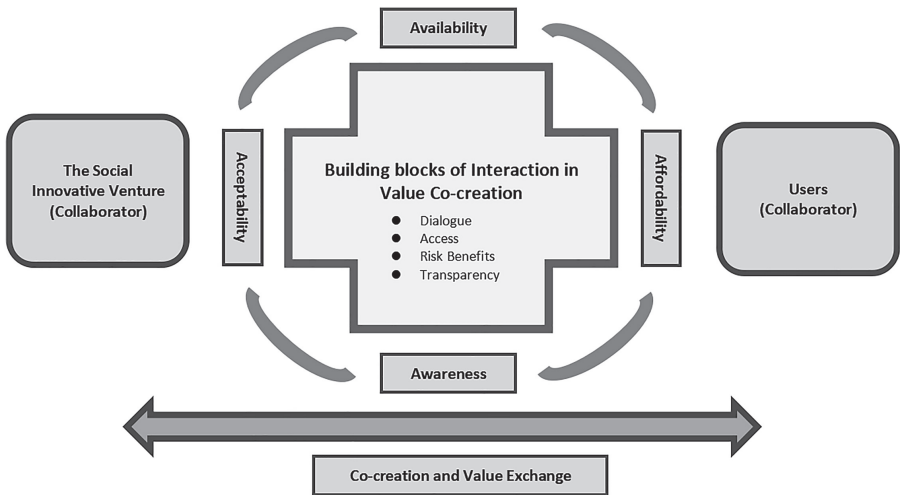 Availability
The Social
Innovative Venture
(Collaborator)
Acceptability
Building blocks of Interaction in
Value Co-creation
● Dialogue
● Access
● Risk Benefits
● Transparency
Affordability
Users
(Collaborator)
Awareness
Co-creation and Value Exchange